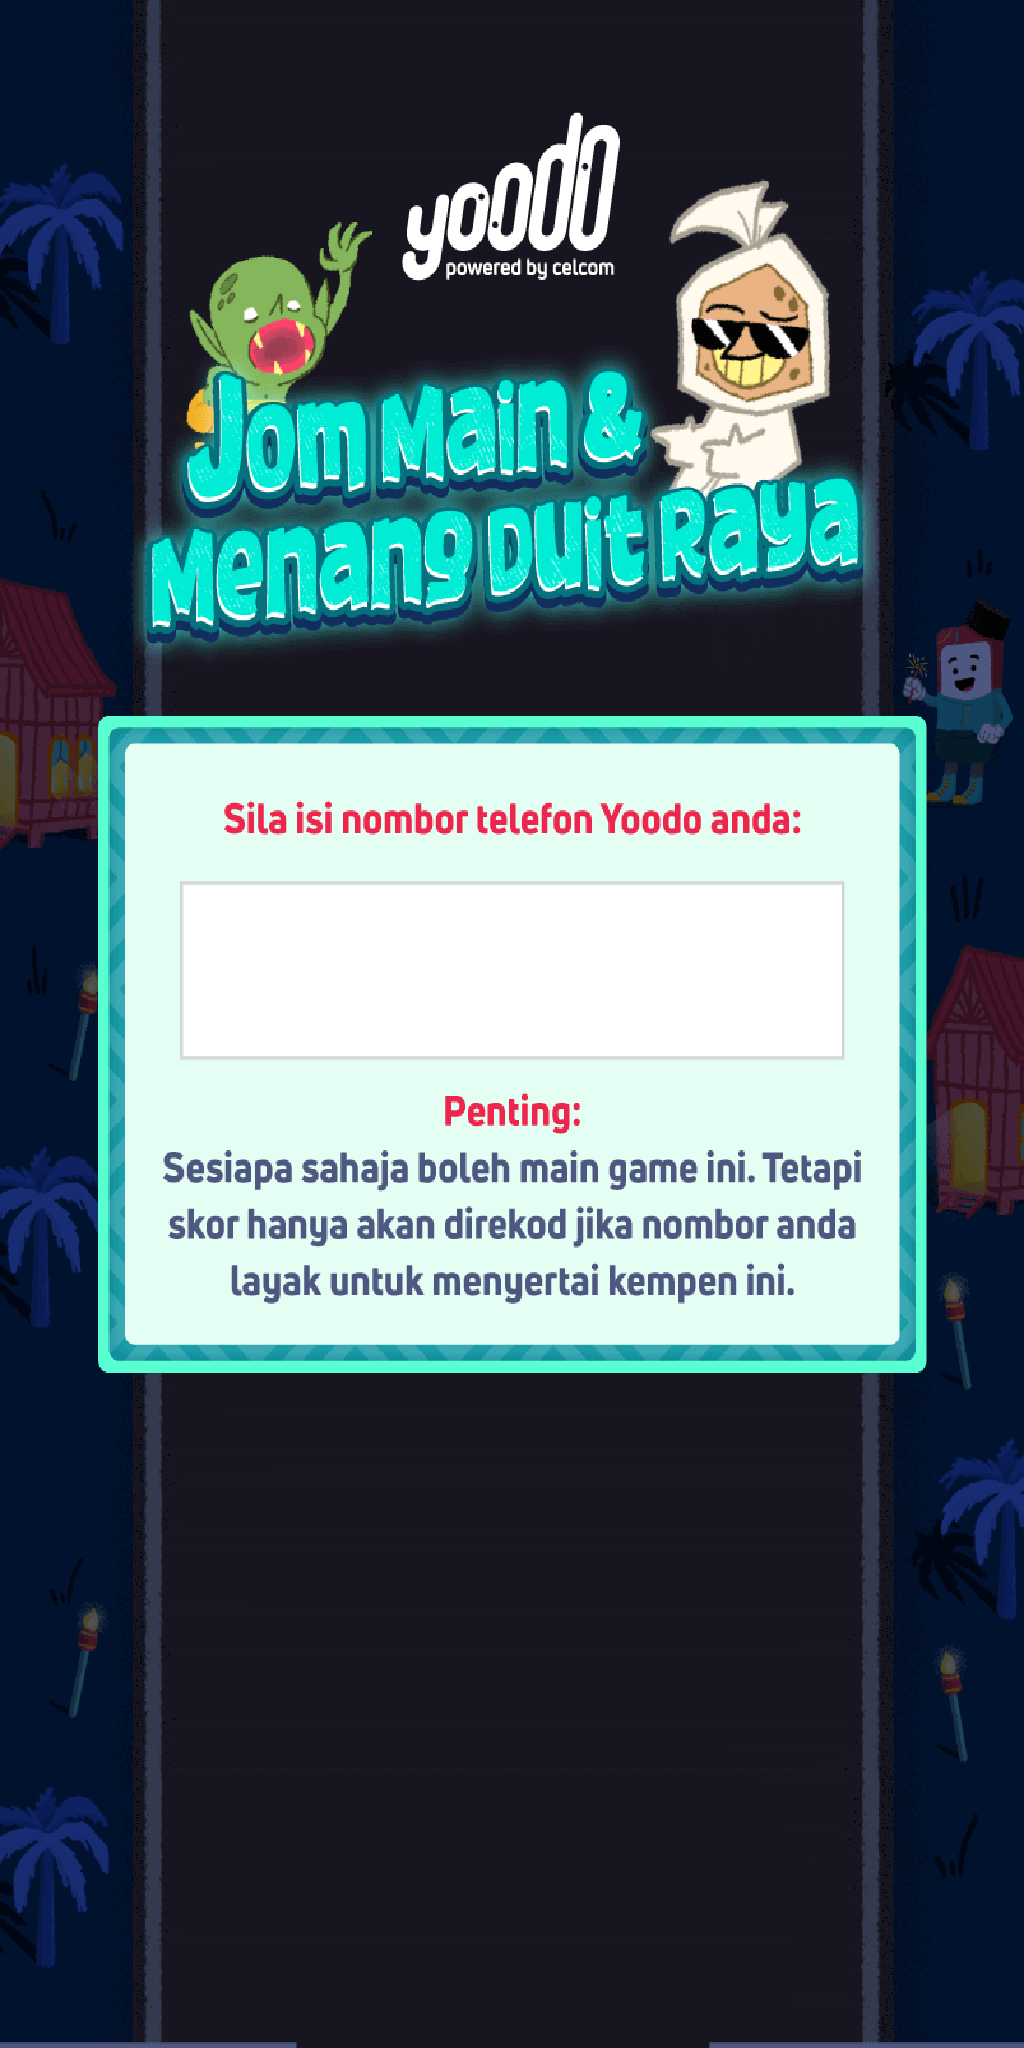 yoodo
powered by celcom
Jom Main &
Menang Duit Raya
Sila isi nombor telefon Yoodo anda:
Penting:
Sesiapa sahaja boleh main game ini. Tetapi
skor hanya akan direkod jika nombor anda
layak untuk menyertai kempen ini.